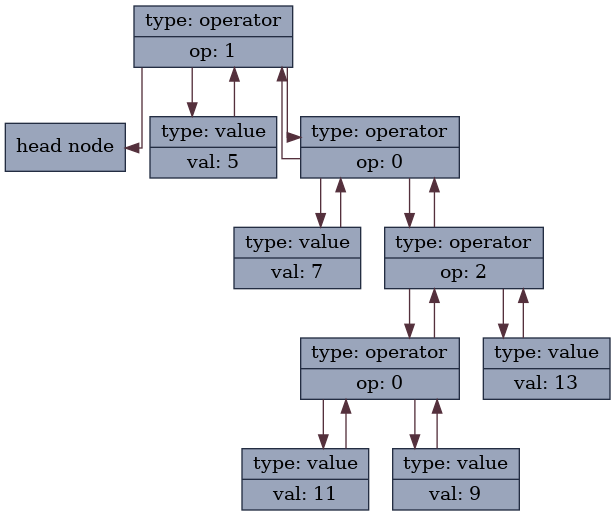 type: operator
op: 1
head node
type: value
val: 5
type: operator
op: 0
type: value
val: 7
type: operator
op: 2
type: operator
op: 0
type: value
val: 13
type: value
val: 11
type: value
val: 9